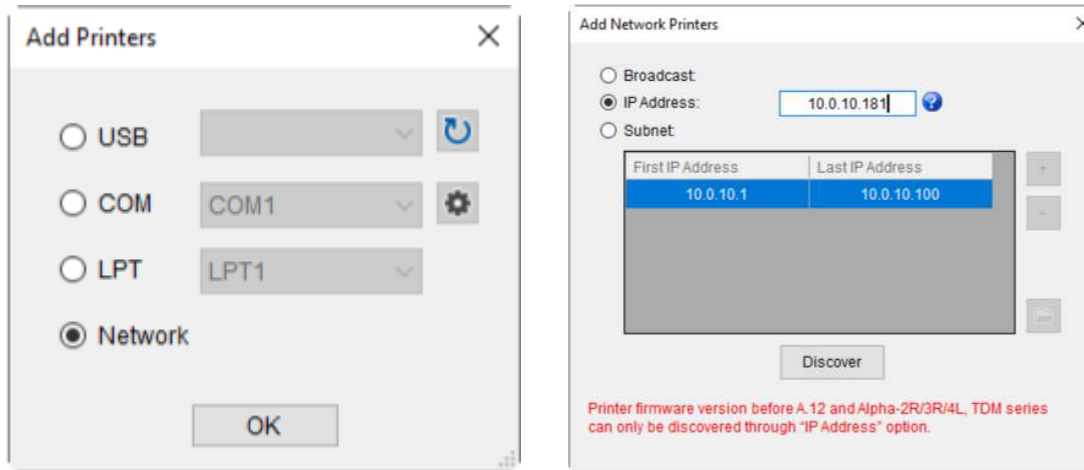 Add Printers
USB
COM
COM1
LPT
LPT1
Network
OK
Add Network Printers
Broadcast:
IP Address:
10.0.10.181
Subnet:
First IP Address
Last IP Address
10.0.10.1
10.0.10.100
+
-
Discover
Printer firmware version before A.12 and Alpha-2R/3R/4L, TDM series
can only be discovered through "IP Address" option.